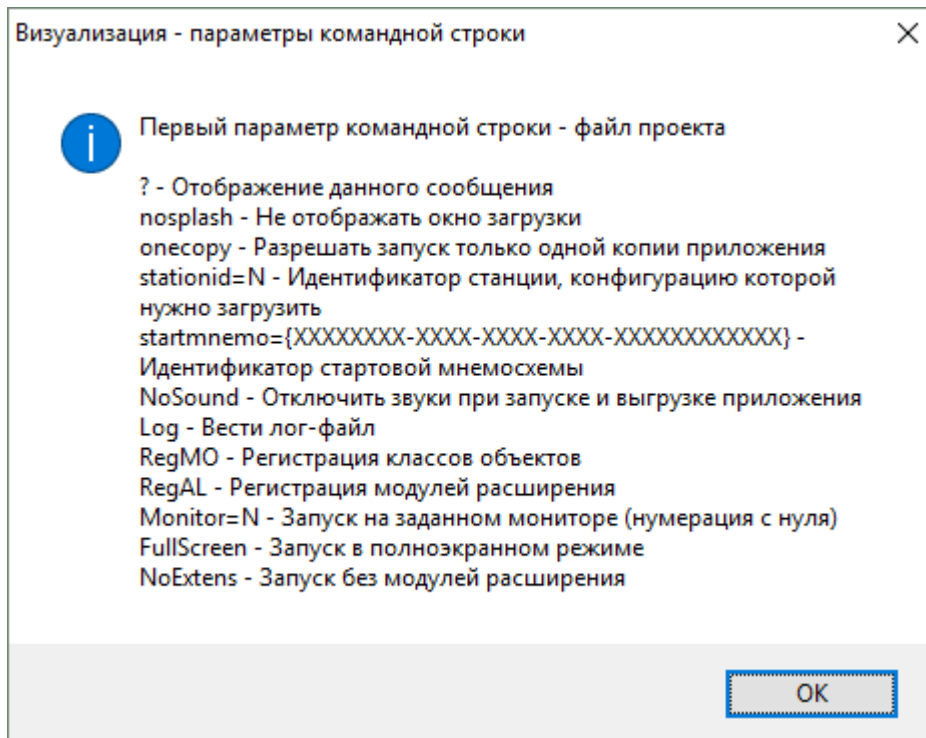 Визуализация - параметры командной строки
Первый параметр командной строки - файл проекта
? - Отображение данного сообщения
nosplash - Не отображать окно загрузки
onecopy - Разрешать запуск только одной копии приложения
stationid=N - Идентификатор станции, конфигурацию которой
нужно загрузить
startmnemo={XXXXXXXX-XXXX-XXXX-XXXX-XXXXXXXXXXXX} -
Идентификатор стартовой мнемосхемы
NoSound - Отключить звуки при запуске и выгрузке приложения
Log - Вести лог-файл
RegMO - Регистрация классов объектов
RegAL - Регистрация модулей расширения
Monitor=N - Запуск на заданном мониторе (нумерация с нуля)
FullScreen - Запуск в полноэкранном режиме
NoExtens - Запуск без модулей расширения
OK